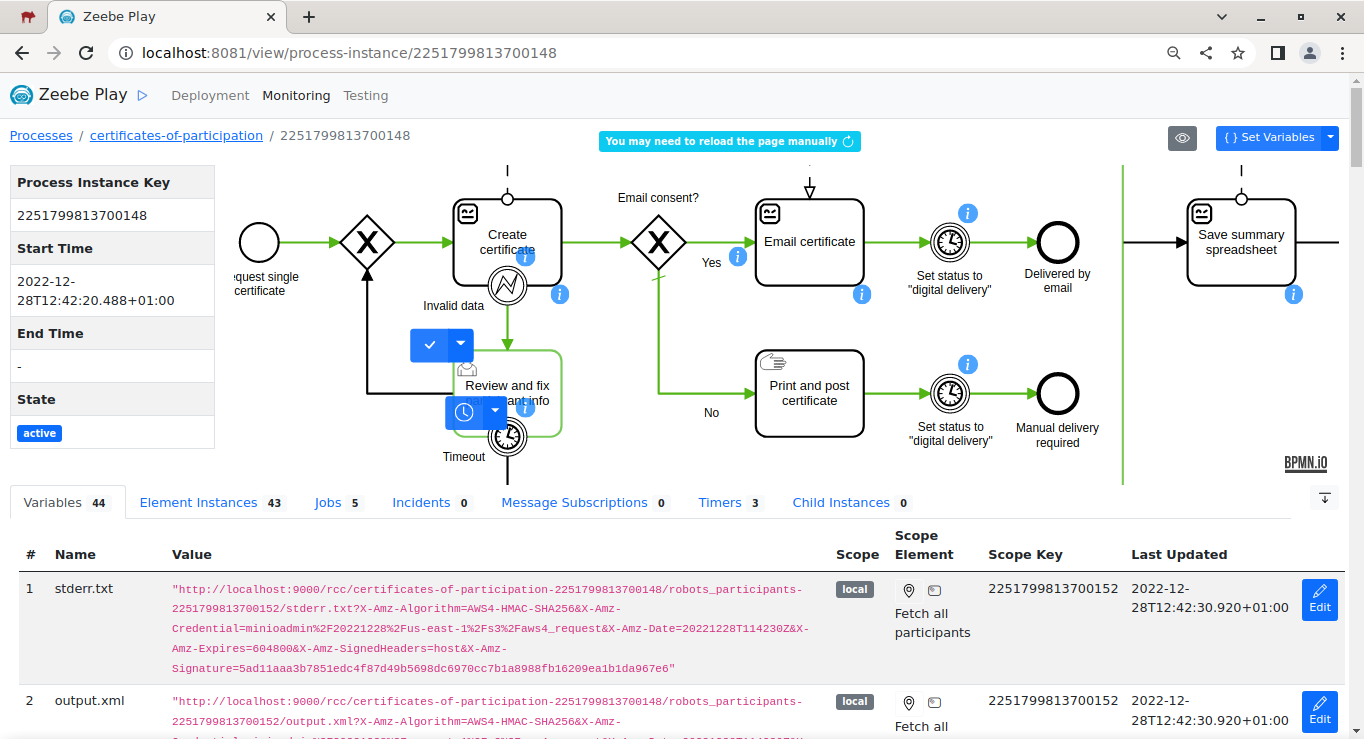 Zeebe Play
localhost:8081/view/process-instance/2251799813700148
Zeebe Play
Deployment
Monitoring
Testing
Processes / certificates-of-participation / 2251799813700148
You may need to reload the page manually
{ } Set Variables
Process Instance Key
2251799813700148
Start Time
2022-12-
28T12:42:20.488+01:00
End Time
-
State
active
equest single
certificate
X
Create
certificate
Invalid data
Review and fix
info
Timeout
Email consent?
X
Yes
No
Email certificate
Print and post
certificate
Set status to
"digital delivery"
Delivered by
email
Set status to
"digital delivery"
Manual delivery
required
Save summary
spreadsheet
BPMN.iO
Variables 44
Element Instances 43
Jobs 5
Incidents 0
Message Subscriptions 0
Timers 3
Child Instances 0
# Name Value Scope Scope Element Scope Key Last Updated
1 stderr.txt
"http://localhost:9000/rcc/certificates-of-participation-2251799813700148/robots_participants-
2251799813700152/stderr.txt?X-Amz-Algorithm=AWS4-HMAC-SHA256&X-Amz-
Credential=minioadmin%2F20221228%2Fus-east-1%2Fs3%2Faws4_request&X-Amz-Date=20221228T114230Z&X-
Amz-Expires=604800&X-Amz-SignedHeaders=host&X-Amz-
Signature=5ad11aaa3b7851edc4f87d49b5698dc6970cc7b1a8988fb16209ea1b1da967e6"
local
Fetch all
participants
2251799813700152
2022-12-
28T12:42:30.920+01:00
Edit
2 output.xml
"http://localhost:9000/rcc/certificates-of-participation-2251799813700148/robots_participants-
2251799813700152/output.xml?X-Amz-Algorithm=AWS4-HMAC-SHA256&X-Amz-
local
Fetch all
2251799813700152
2022-12-
28T12:42:30.920+01:00
Edit